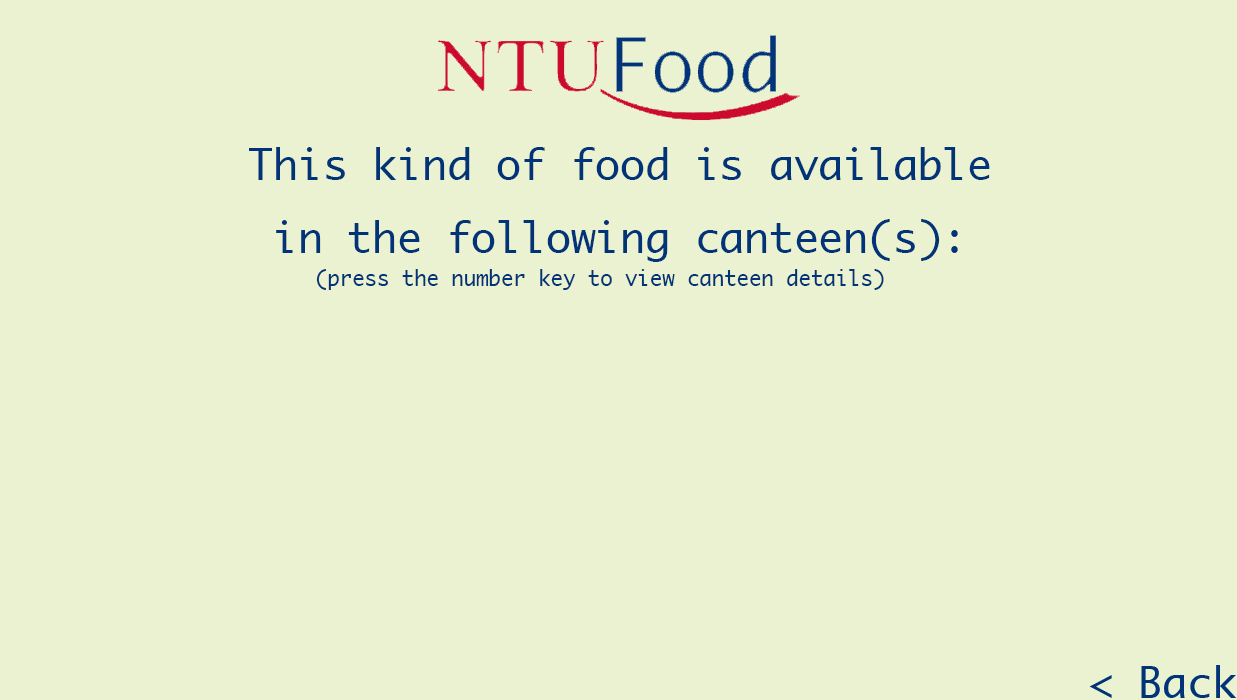 NTUFood
This kind of food is available
in the following canteen(s):
(press the number key to view canteen details)
< Back